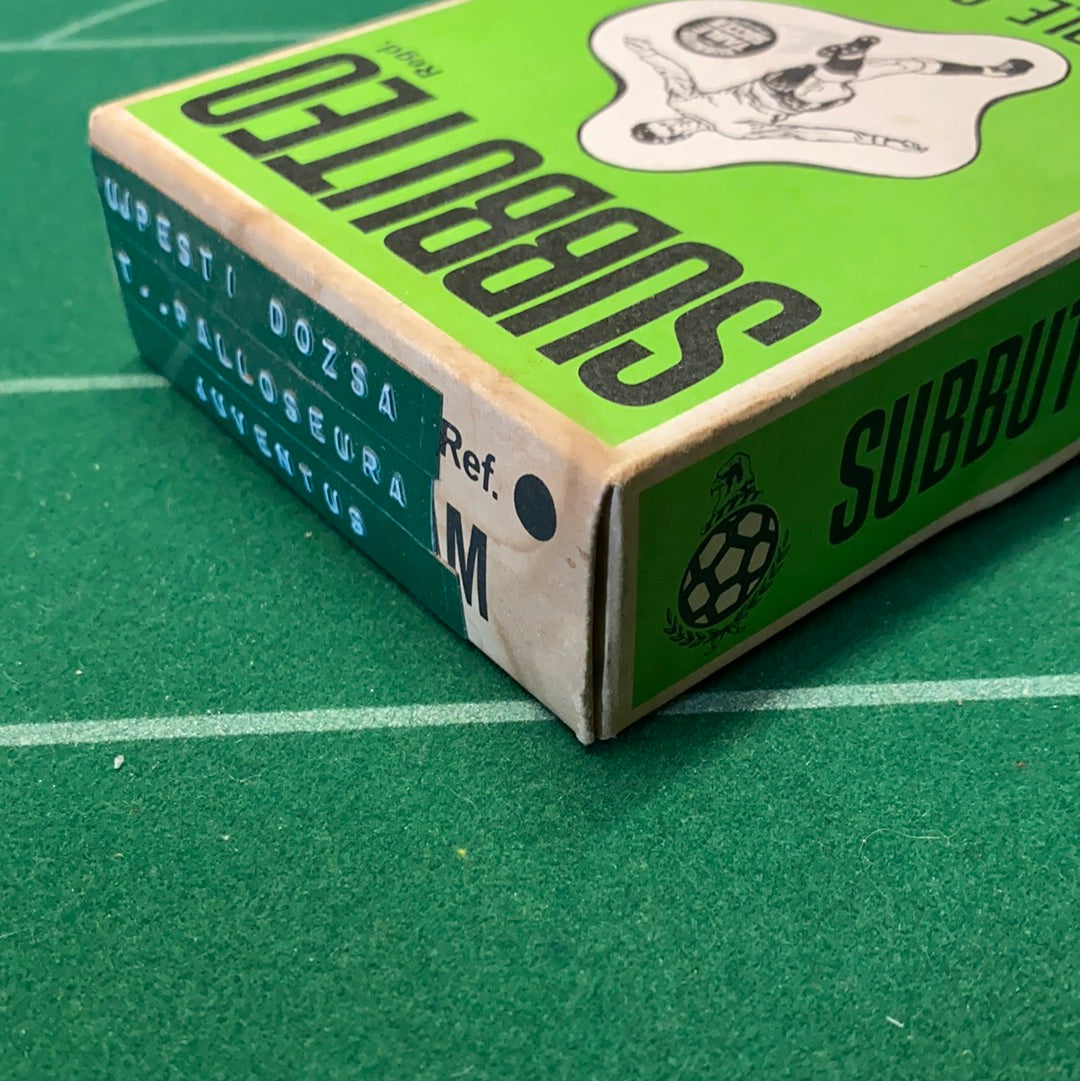 SUBBUTEO
Regd.
UJPESTI DOZSA
T..PALLOSEURA
JUVENTUS
Ref.
M
SUBBUT